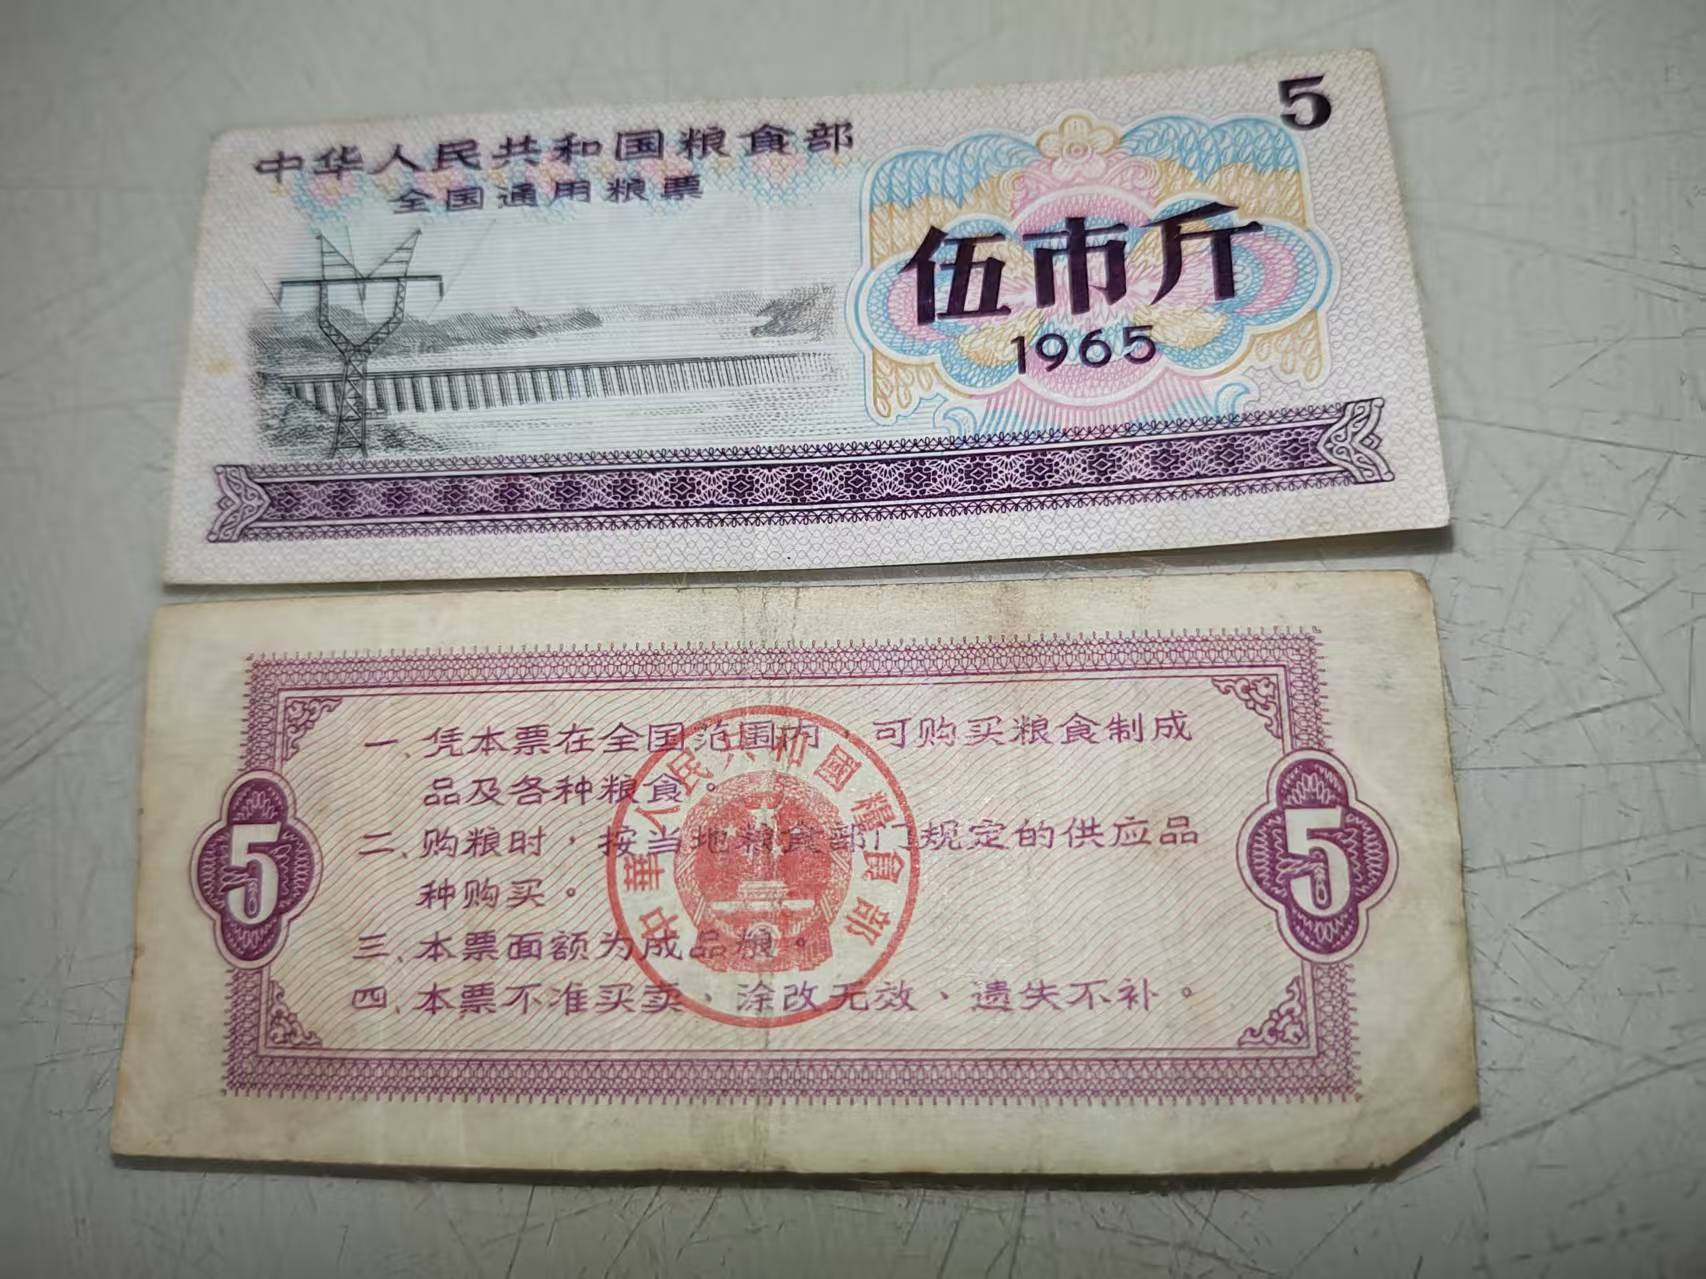 5
中华人民共和国粮食部
全国通用粮票
伍市斤
1965
一、凭本票在全国范围内，可购买粮食制成
品及各种粮食。
二、购粮时，按当地粮食部门规定的供应品
种购买。
三、本票面额为成品粮。
四、本票不准买卖、涂改无效、遗失不补。
5
5
中華人民共和國糧食部